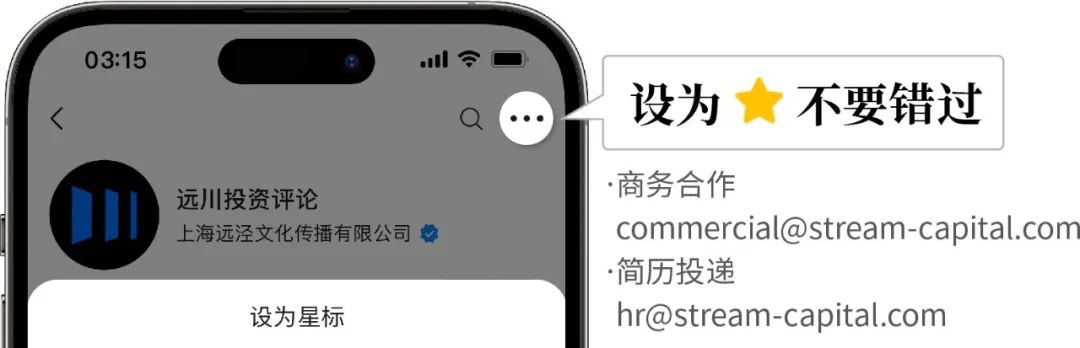 03:15
远川投资评论
上海远泾文化传播有限公司
设为星标
设为⭐不要错过
·商务合作
commercial@stream-capital.com
·简历投递
hr@stream-capital.com